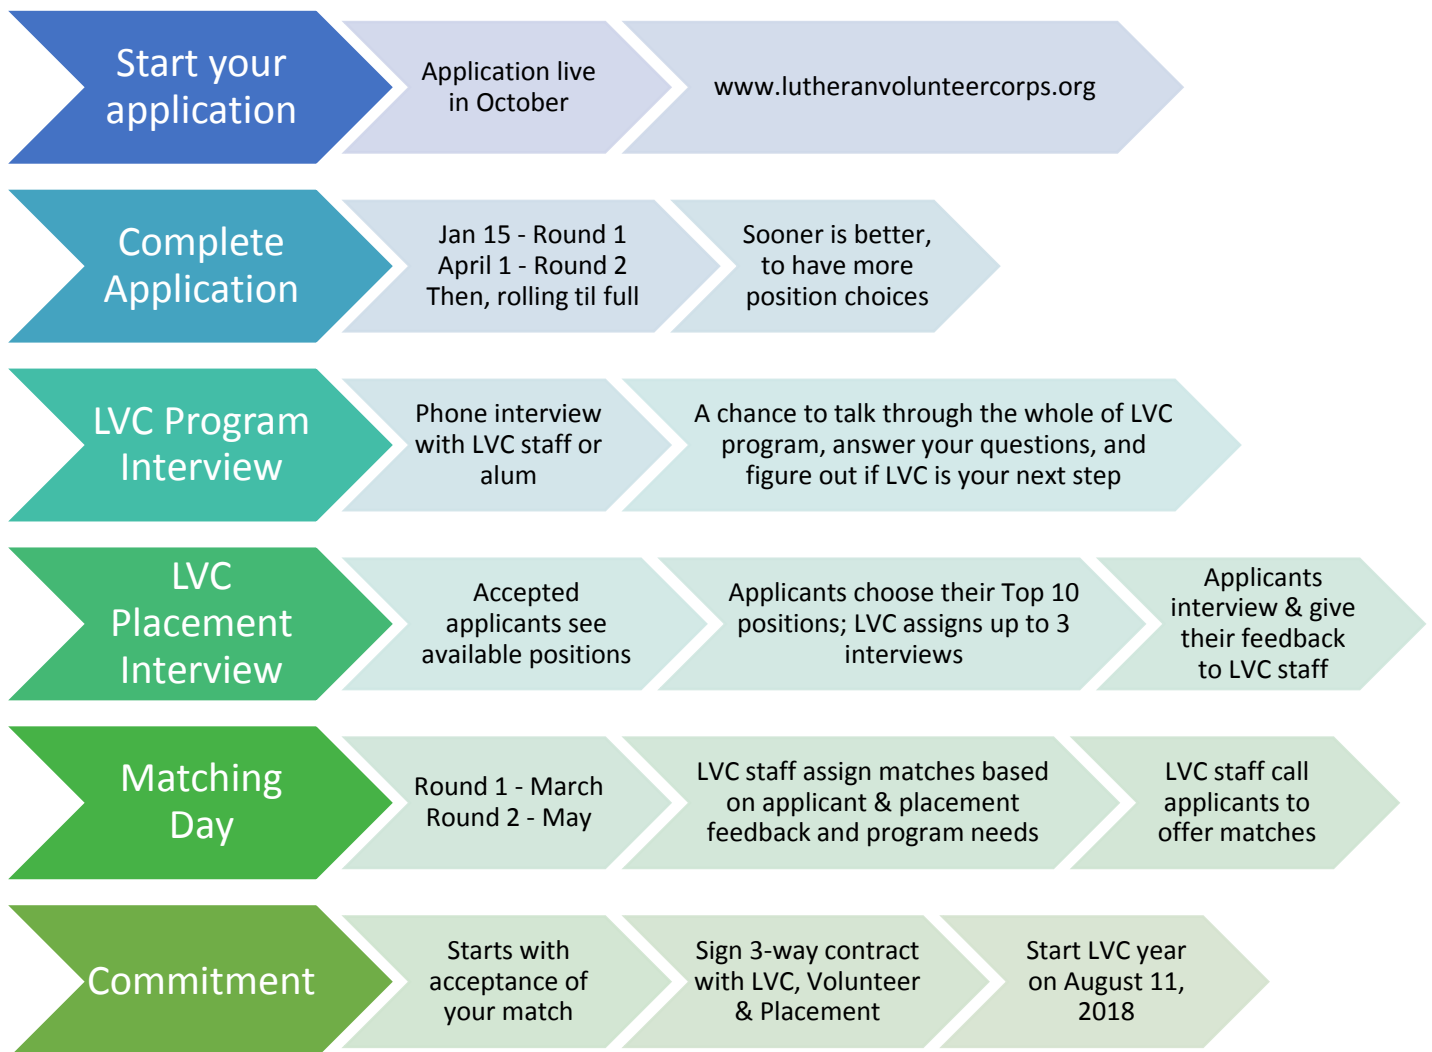 Start your
application
Application live
in October
www.lutheranvolunteercorps.org
Complete
Application
Jan 15 - Round 1
April 1 - Round 2
Then, rolling til full
Sooner is better,
to have more
position choices
LVC Program
Interview
Phone interview
with LVC staff or
alum
A chance to talk through the whole of LVC
program, answer your questions, and
figure out if LVC is your next step
LVC
Placement
Interview
Accepted
applicants see
available positions
Applicants choose their Top 10
positions; LVC assigns up to 3
interviews
Applicants
interview & give
their feedback
to LVC staff
Matching
Day
Round 1 - March
Round 2 - May
LVC staff assign matches based
on applicant & placement
feedback and program needs
LVC staff call
applicants to
offer matches
Commitment
Starts with
acceptance of
your match
Sign 3-way contract
with LVC, Volunteer
& Placement
Start LVC year
on August 11,
2018